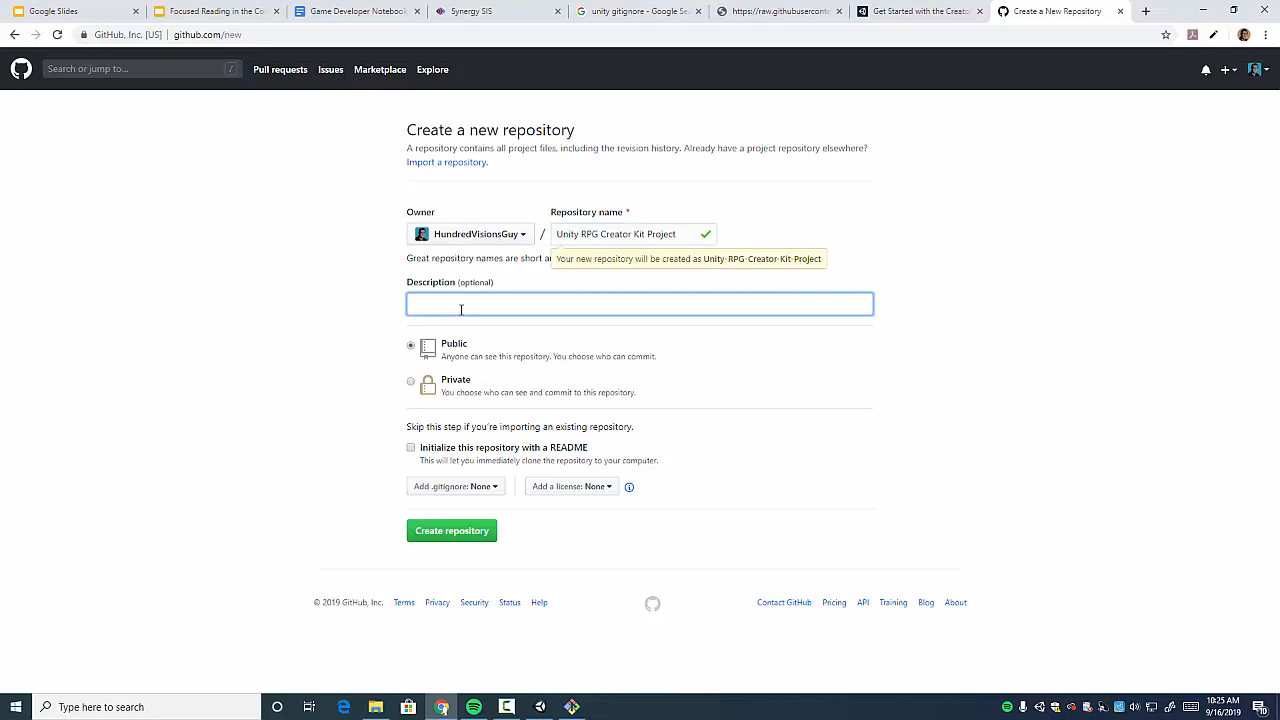 Google Slides
Focused Reading in the Co
Game Developer Notebook
Synergy SIS
unity gitignore - Google Se
https://raw.githubuserconte
Get Started with the Creato
Create a New Repository
GitHub, Inc. [US] | github.com/new
Search or jump to... /
Pull requests Issues Marketplace Explore
Create a new repository
A repository contains all project files, including the revision history. Already have a project repository elsewhere?
Import a repository.
Owner
Repository name *
HundredVisionsGuy / Unity RPG Creator Kit Project
Great repository names are short a
Your new repository will be created as Unity-RPG-Creator-Kit-Project
Description (optional)
Public
Anyone can see this repository. You choose who can commit.
Private
You choose who can see and commit to this repository.
Skip this step if you're importing an existing repository.
Initialize this repository with a README
This will let you immediately clone the repository to your computer.
Add .gitignore: None
Add a license: None
Create repository
© 2019 GitHub, Inc. Terms Privacy Security Status Help
Contact GitHub Pricing API Training Blog About
Type here to search
10:25 AM
9/16/2019